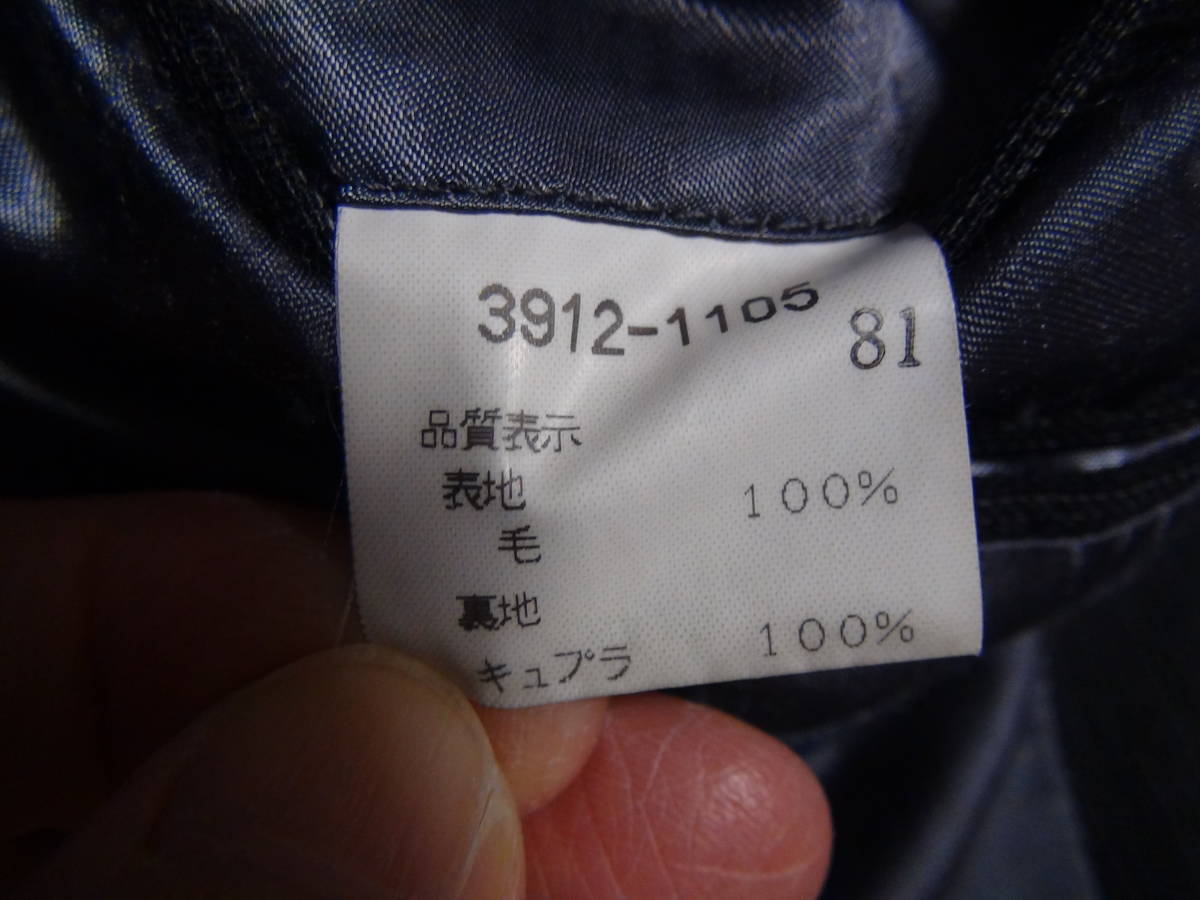 3912-1105 81
品質表示
表地 100%
毛
裏地 100%
キュプラ